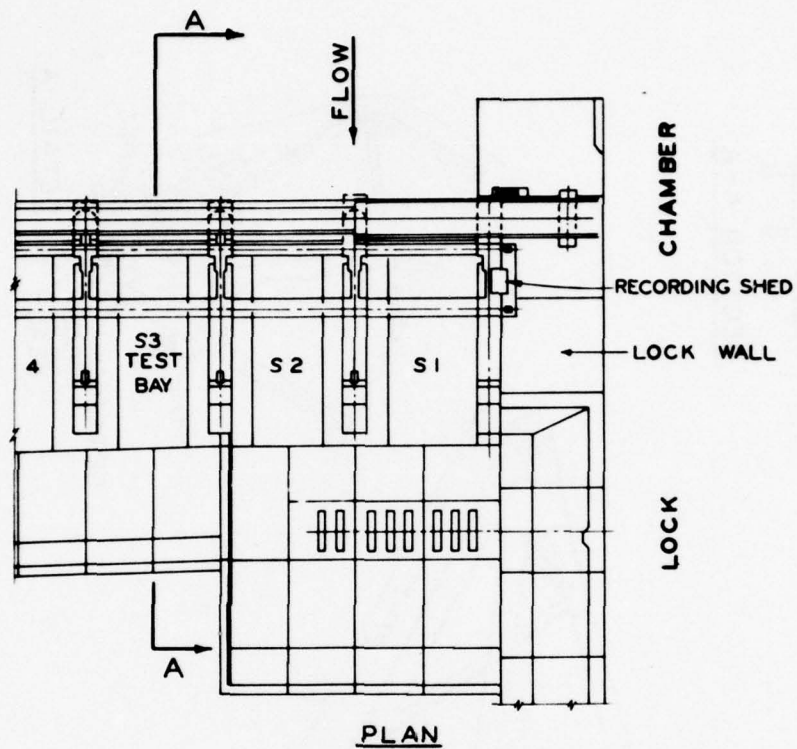 A
FLOW
CHAMBER
RECORDING SHED
LOCK WALL
4
S3
TEST
BAY
S2
S1
LOCK
A
PLAN